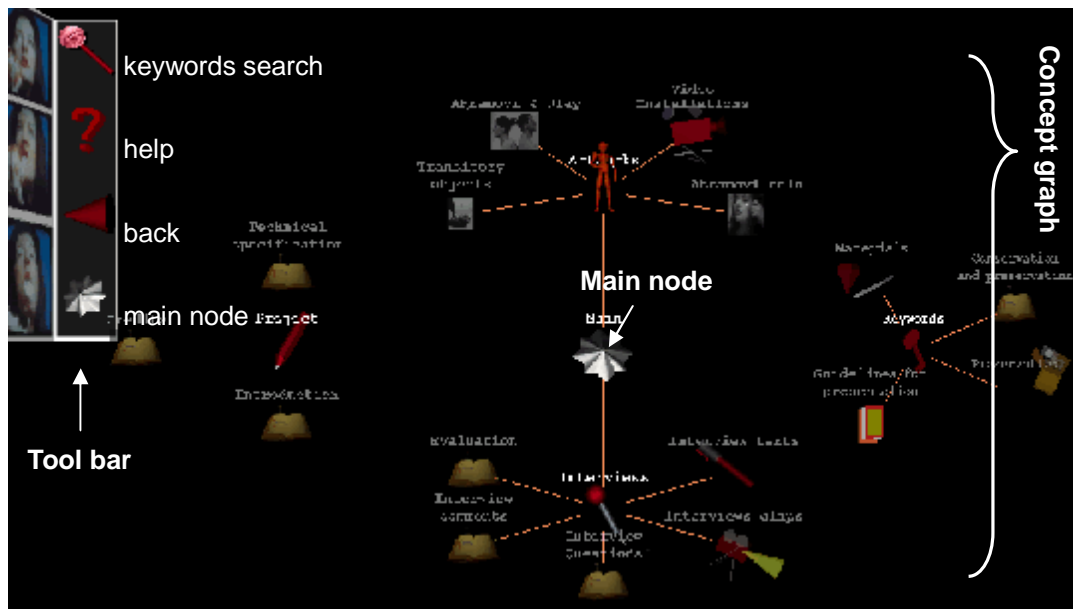 keywords search
help
back
main node
Tool bar
Main node
Concept graph
Video
Installations
Artworks
Transitory
objects
Technical
specification
Project
Introduction
Main
Materials
Conservation
and preservation
Keywords
Guidelines for
preservation
Evaluation
Interviews
Interview
comments
Interview
Questions
Interview texts
Interviews clips